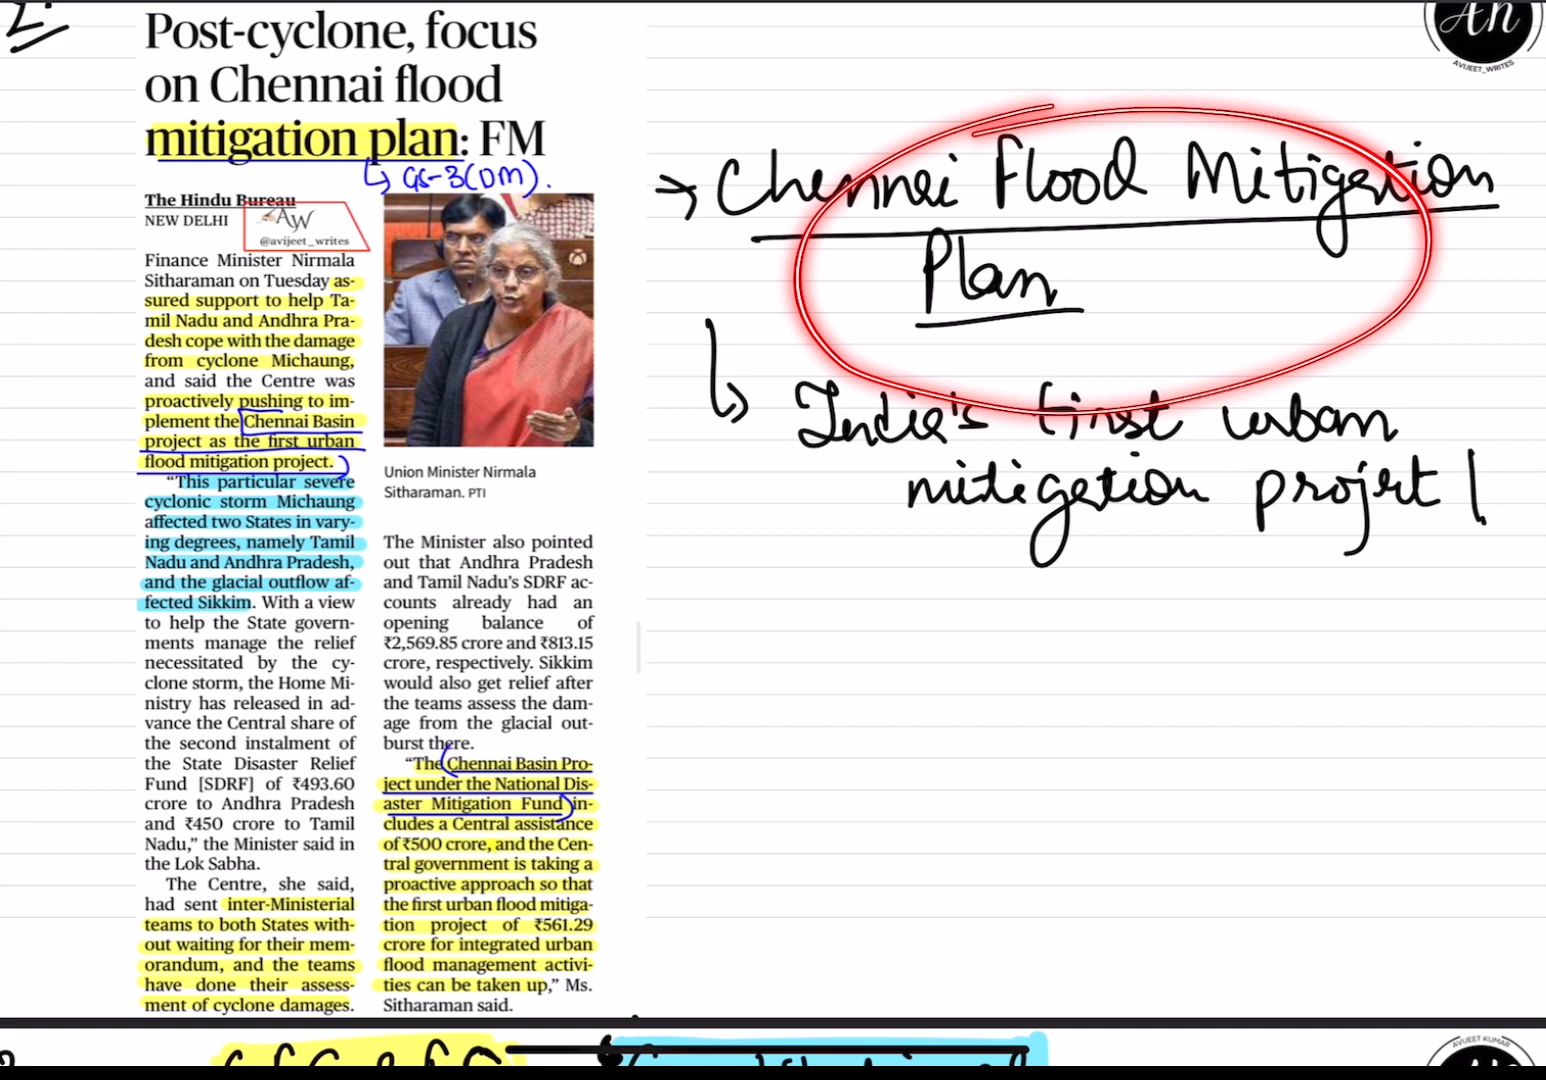 2.
Post-cyclone, focus
on Chennai flood
mitigation plan: FM
↳ GS-3(DM).
The Hindu Bureau
NEW DELHI
AW
@avijeet_writes
Finance Minister Nirmala
Sitharaman on Tuesday as-
sured support to help Ta-
mil Nadu and Andhra Pra-
desh cope with the damage
from cyclone Michaung,
and said the Centre was
proactively pushing to im-
plement the Chennai Basin
project as the first urban
flood mitigation project.
“This particular severe
cyclonic storm Michaung
affected two States in vary-
ing degrees, namely Tamil
Nadu and Andhra Pradesh,
and the glacial outflow af-
fected Sikkim. With a view
to help the State govern-
ments manage the relief
necessitated by the cy-
clone storm, the Home Mi-
nistry has released in ad-
vance the Central share of
the second instalment of
the State Disaster Relief
Fund [SDRF] of ₹493.60
crore to Andhra Pradesh
and ₹450 crore to Tamil
Nadu,” the Minister said in
the Lok Sabha.
The Centre, she said,
had sent inter-Ministerial
teams to both States with-
out waiting for their mem-
orandum, and the teams
have done their assess-
ment of cyclone damages.
Union Minister Nirmala
Sitharaman. PTI
The Minister also pointed
out that Andhra Pradesh
and Tamil Nadu’s SDRF ac-
counts already had an
opening balance of
₹2,569.85 crore and ₹813.15
crore, respectively. Sikkim
would also get relief after
the teams assess the dam-
age from the glacial out-
burst there.
“The Chennai Basin Pro-
ject under the National Dis-
aster Mitigation Fund in-
cludes a Central assistance
of ₹500 crore, and the Cen-
tral government is taking a
proactive approach so that
the first urban flood mitiga-
tion project of ₹561.29
crore for integrated urban
flood management activi-
ties can be taken up,” Ms.
Sitharaman said.
→ Chennai Flood Mitigation
Plan
↳ India's first urban
mitigation projet |
AVIJEET_WRITES
AVIJEET KUMAR